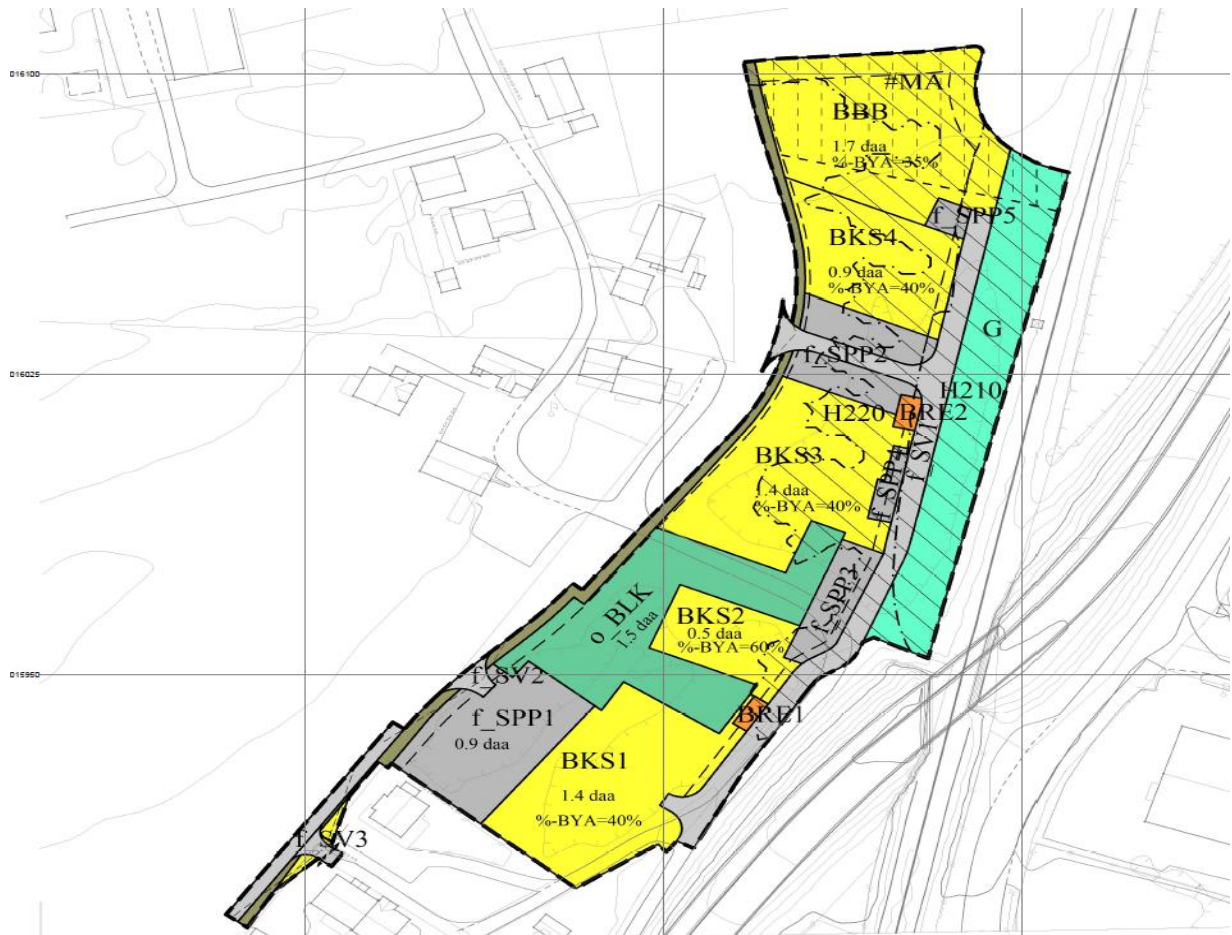 016100
#MA
BBB
1.7 daa
%-BYA=35%
f_SPP5
BKS4
0.9 daa
%-BYA=40%
G
f_SPP2
016025
H210
H220
BRE2
f_SV1
BKS3
f_SPP4
1.4 daa
%-BYA=40%
f_SPP3
o_BLK
1.5 daa
BKS2
0.5 daa
%-BYA=60%
015950
f_SV2
f_SPP1
0.9 daa
BRE1
BKS1
1.4 daa
%-BYA=40%
f_SV3